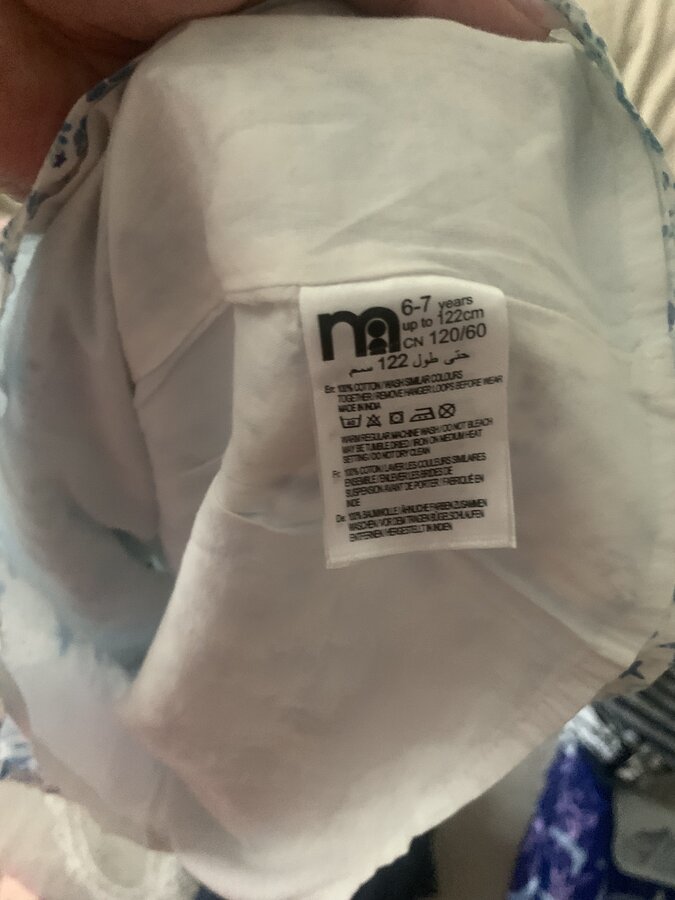 m
6-7 years
up to 122cm
CN 120/60
حتى طول 122 سم
En: 100% COTTON / WASH SIMILAR COLOURS
TOGETHER / REMOVE HANGER LOOPS BEFORE WEAR
MADE IN INDIA
40
WARM REGULAR MACHINE WASH / DO NOT BLEACH
MAY BE TUMBLE DRIED / IRON ON MEDIUM HEAT
SETTING / DO NOT DRY CLEAN
Fr: 100% COTON / LAVER LES COULEURS SIMILAIRES
ENSEMBLE / ENLEVER LES BRIDES DE
SUSPENSION AVANT DE PORTER / FABRIQUÉ EN
INDE
De: 100% BAUMWOLLE / ÄHNLICHE FARBEN ZUSAMMEN
WASCHEN / VOR DEM TRAGEN BÜGELSCHLAUFEN
ENTFERNEN / HERGESTELLT IN INDIEN